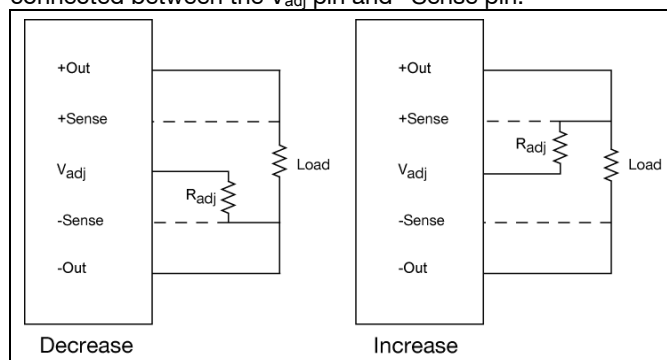 connected between the Vadj pin and Sense pin.
+Out
+Sense
Vadj
Radj
Load
-Sense
-Out
Decrease
+Out
+Sense
Radj
Vadj
Load
-Sense
-Out
Increase